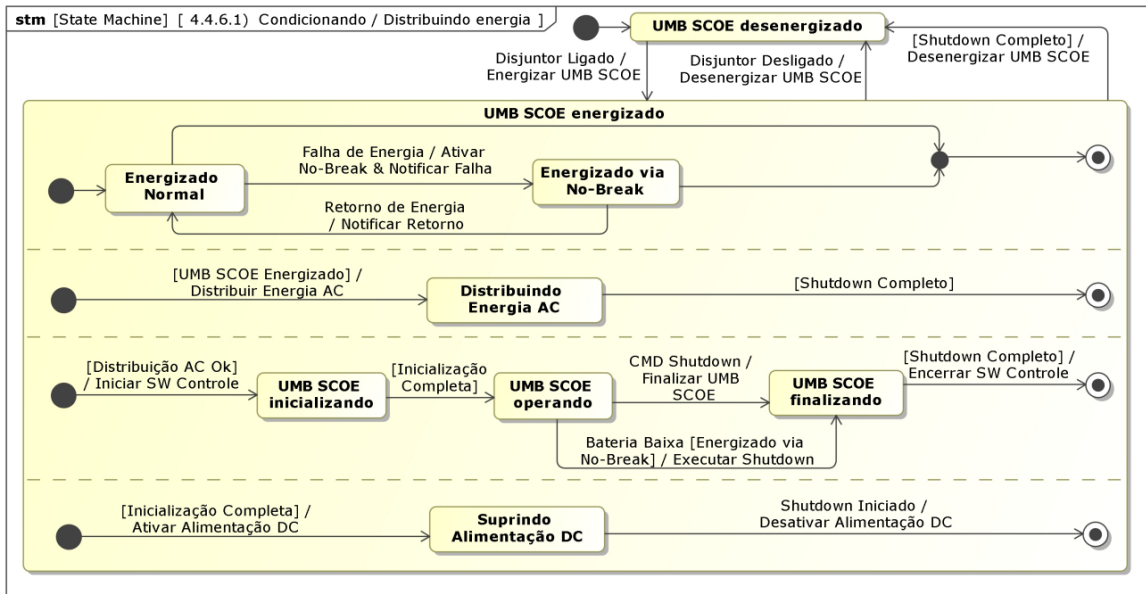 stm [State Machine] [ 4.4.6.1) Condicionando / Distribuindo energia ]
UMB SCOE desenergizado
Disjuntor Ligado /
Energizar UMB SCOE
Disjuntor Desligado /
Desenergizar UMB SCOE
[Shutdown Completo] /
Desenergizar UMB SCOE
UMB SCOE energizado
Energizado
Normal
Falha de Energia / Ativar
No-Break & Notificar Falha
Energizado via
No-Break
Retorno de Energia
/ Notificar Retorno
[UMB SCOE Energizado] /
Distribuir Energia AC
Distribuindo
Energia AC
[Shutdown Completo]
[Distribuição AC Ok]
/ Iniciar SW Controle
UMB SCOE
inicializando
[Inicialização
Completa]
UMB SCOE
operando
CMD Shutdown /
Finalizar UMB
SCOE
UMB SCOE
finalizando
[Shutdown Completo] /
Encerrar SW Controle
Bateria Baixa [Energizado via
No-Break] / Executar Shutdown
[Inicialização Completa] /
Ativar Alimentação DC
Suprindo
Alimentação DC
Shutdown Iniciado /
Desativar Alimentação DC